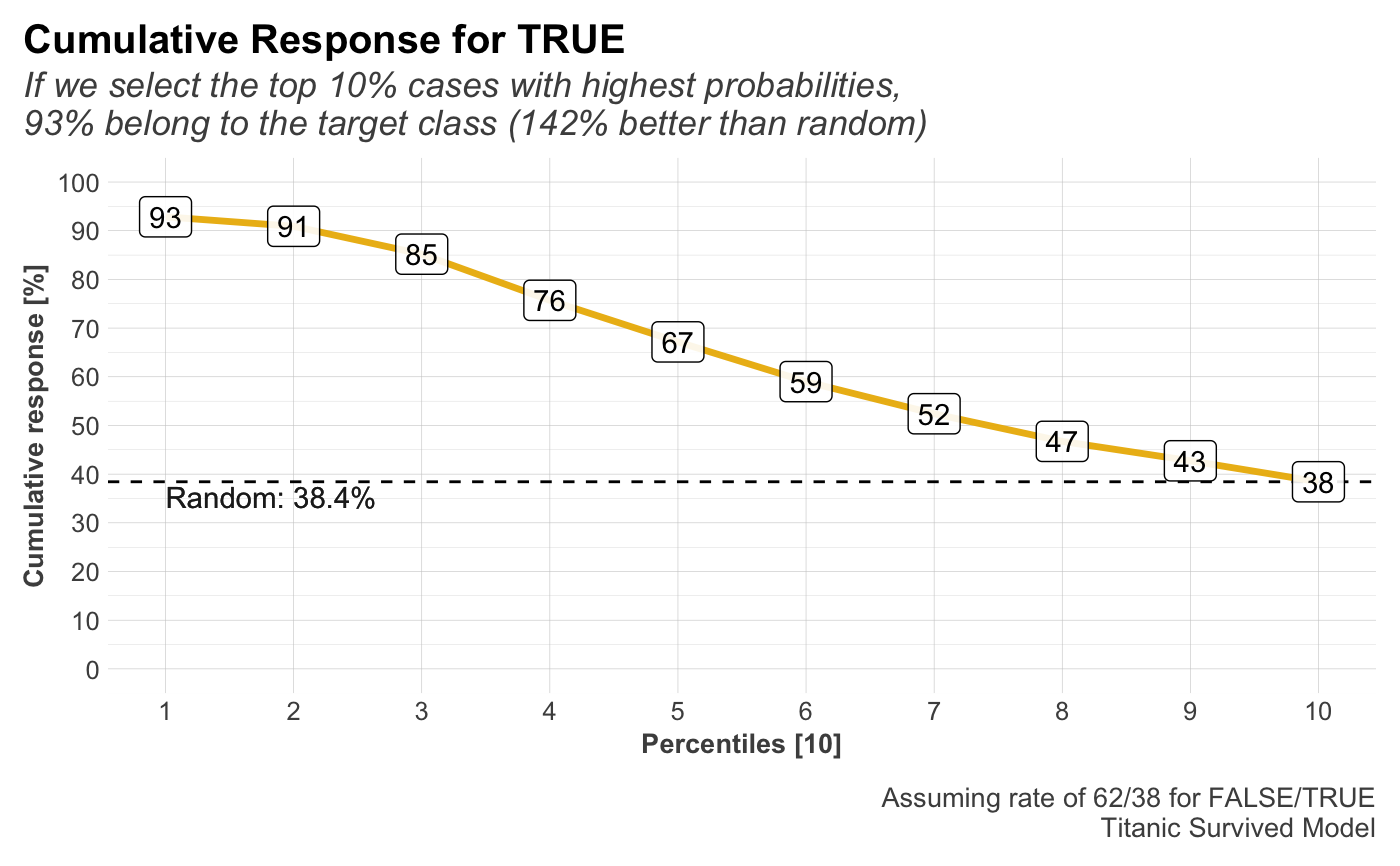 Cumulative Response for TRUE
If we select the top 10% cases with highest probabilities,
93% belong to the target class (142% better than random)
Cumulative response [%]
100
90
80
70
60
50
40
30
20
10
0
93
91
85
76
67
59
52
47
43
38
Random: 38.4%
1 2 3 4 5 6 7 8 9 10
Percentiles [10]
Assuming rate of 62/38 for FALSE/TRUE
Titanic Survived Model